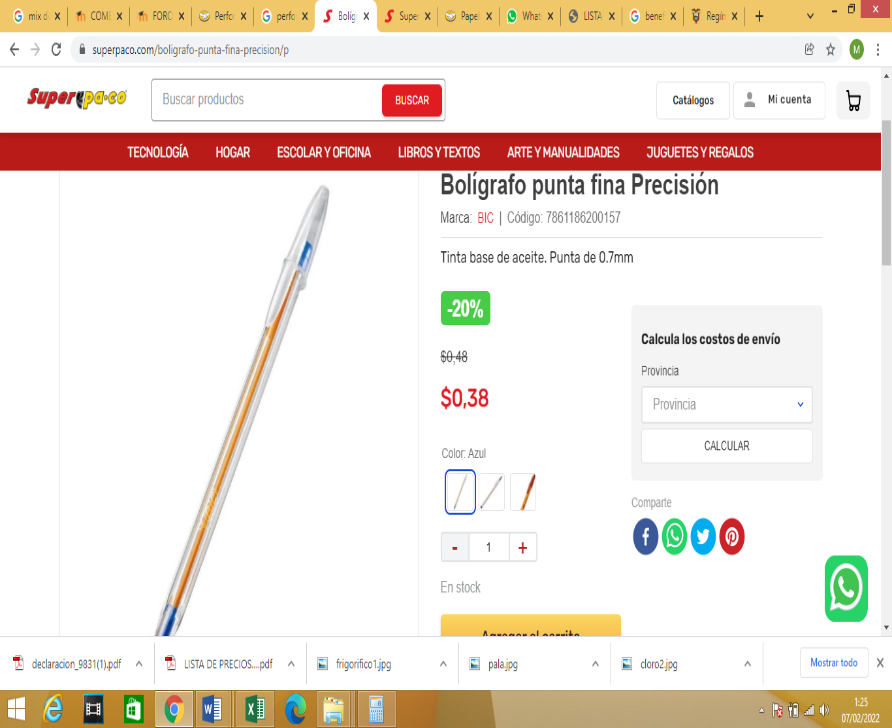 mix d
COMI
FORD
Perfo
perfo
Bolíg
Supe
Pape
What
LISTA
benef
Regin
superpaco.com/boligrafo-punta-fina-precision/p
M
Super paco
Buscar productos
BUSCAR
Catálogos
Mi cuenta
TECNOLOGÍA HOGAR ESCOLAR Y OFICINA LIBROS Y TEXTOS ARTE Y MANUALIDADES JUGUETES Y REGALOS
Bolígrafo punta fina Precisión
Marca: BIC | Código: 7861186200157
Tinta base de aceite. Punta de 0.7mm
-20%
$0,48
$0,38
Calcula los costos de envío
Provincia
Provincia
CALCULAR
Color: Azul
- 1 +
Comparte
En stock
Agregar al carrito
declaracion_9831(1).pdf
LISTA DE PRECIOS....pdf
frigorifico1.jpg
pala.jpg
cloro2.jpg
Mostrar todo
1:25
07/02/2022